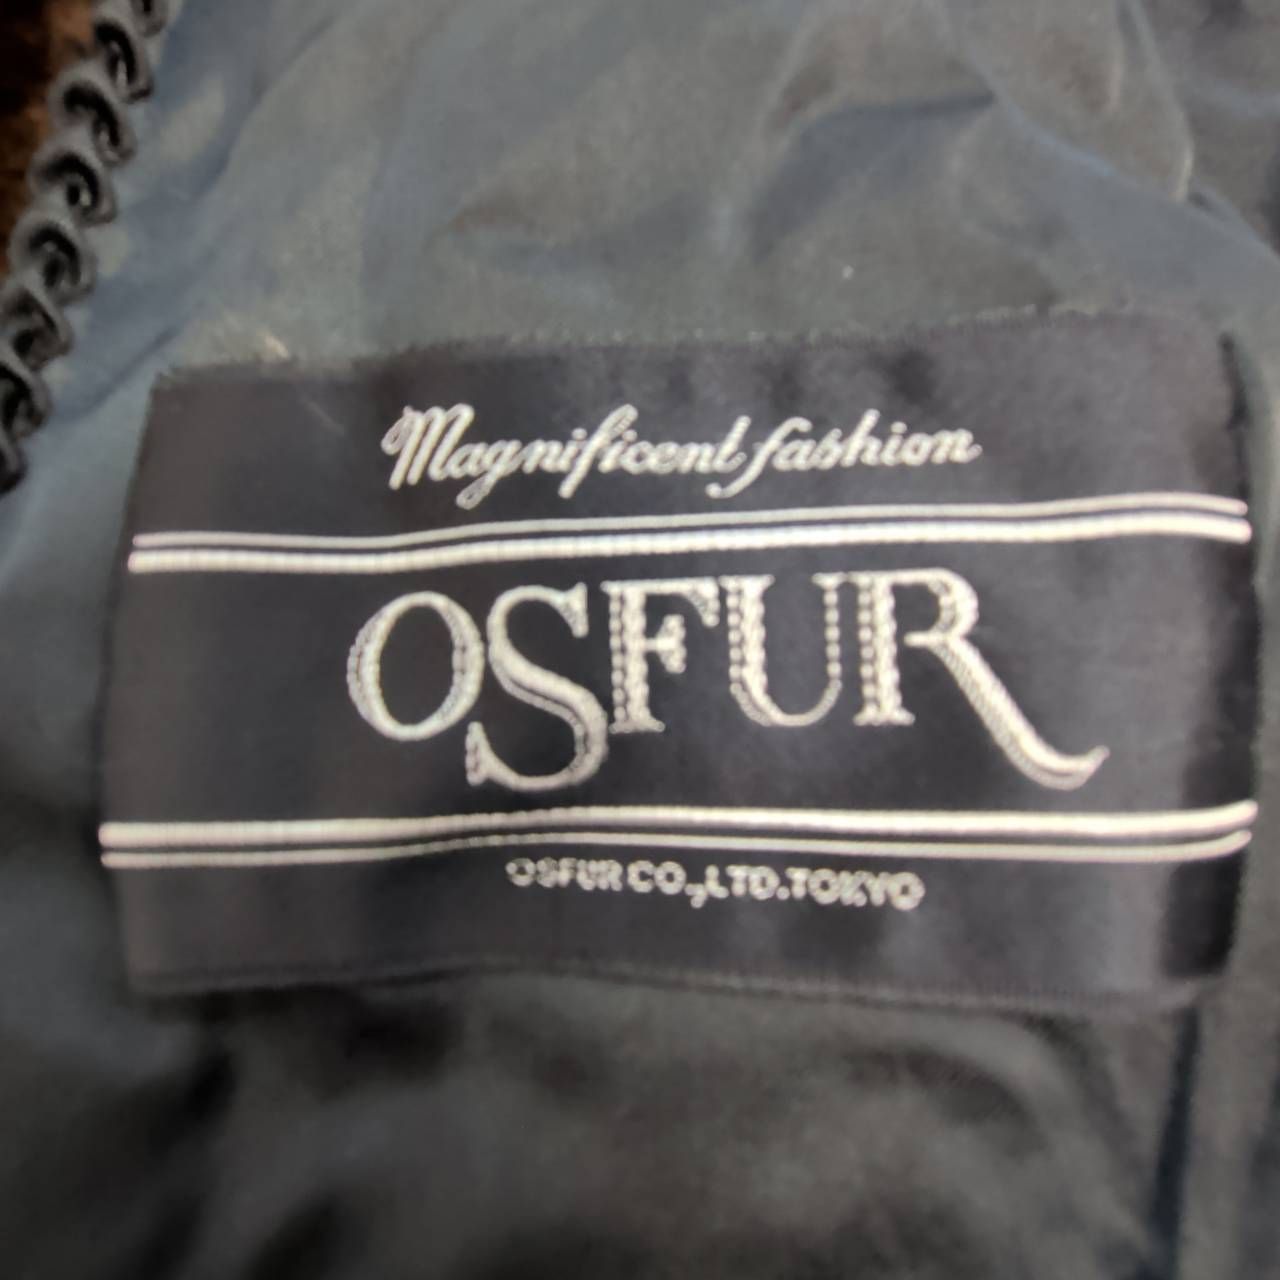 Magnificent fashion
OSFUR
OSFUR CO.,LTD.TOKYO